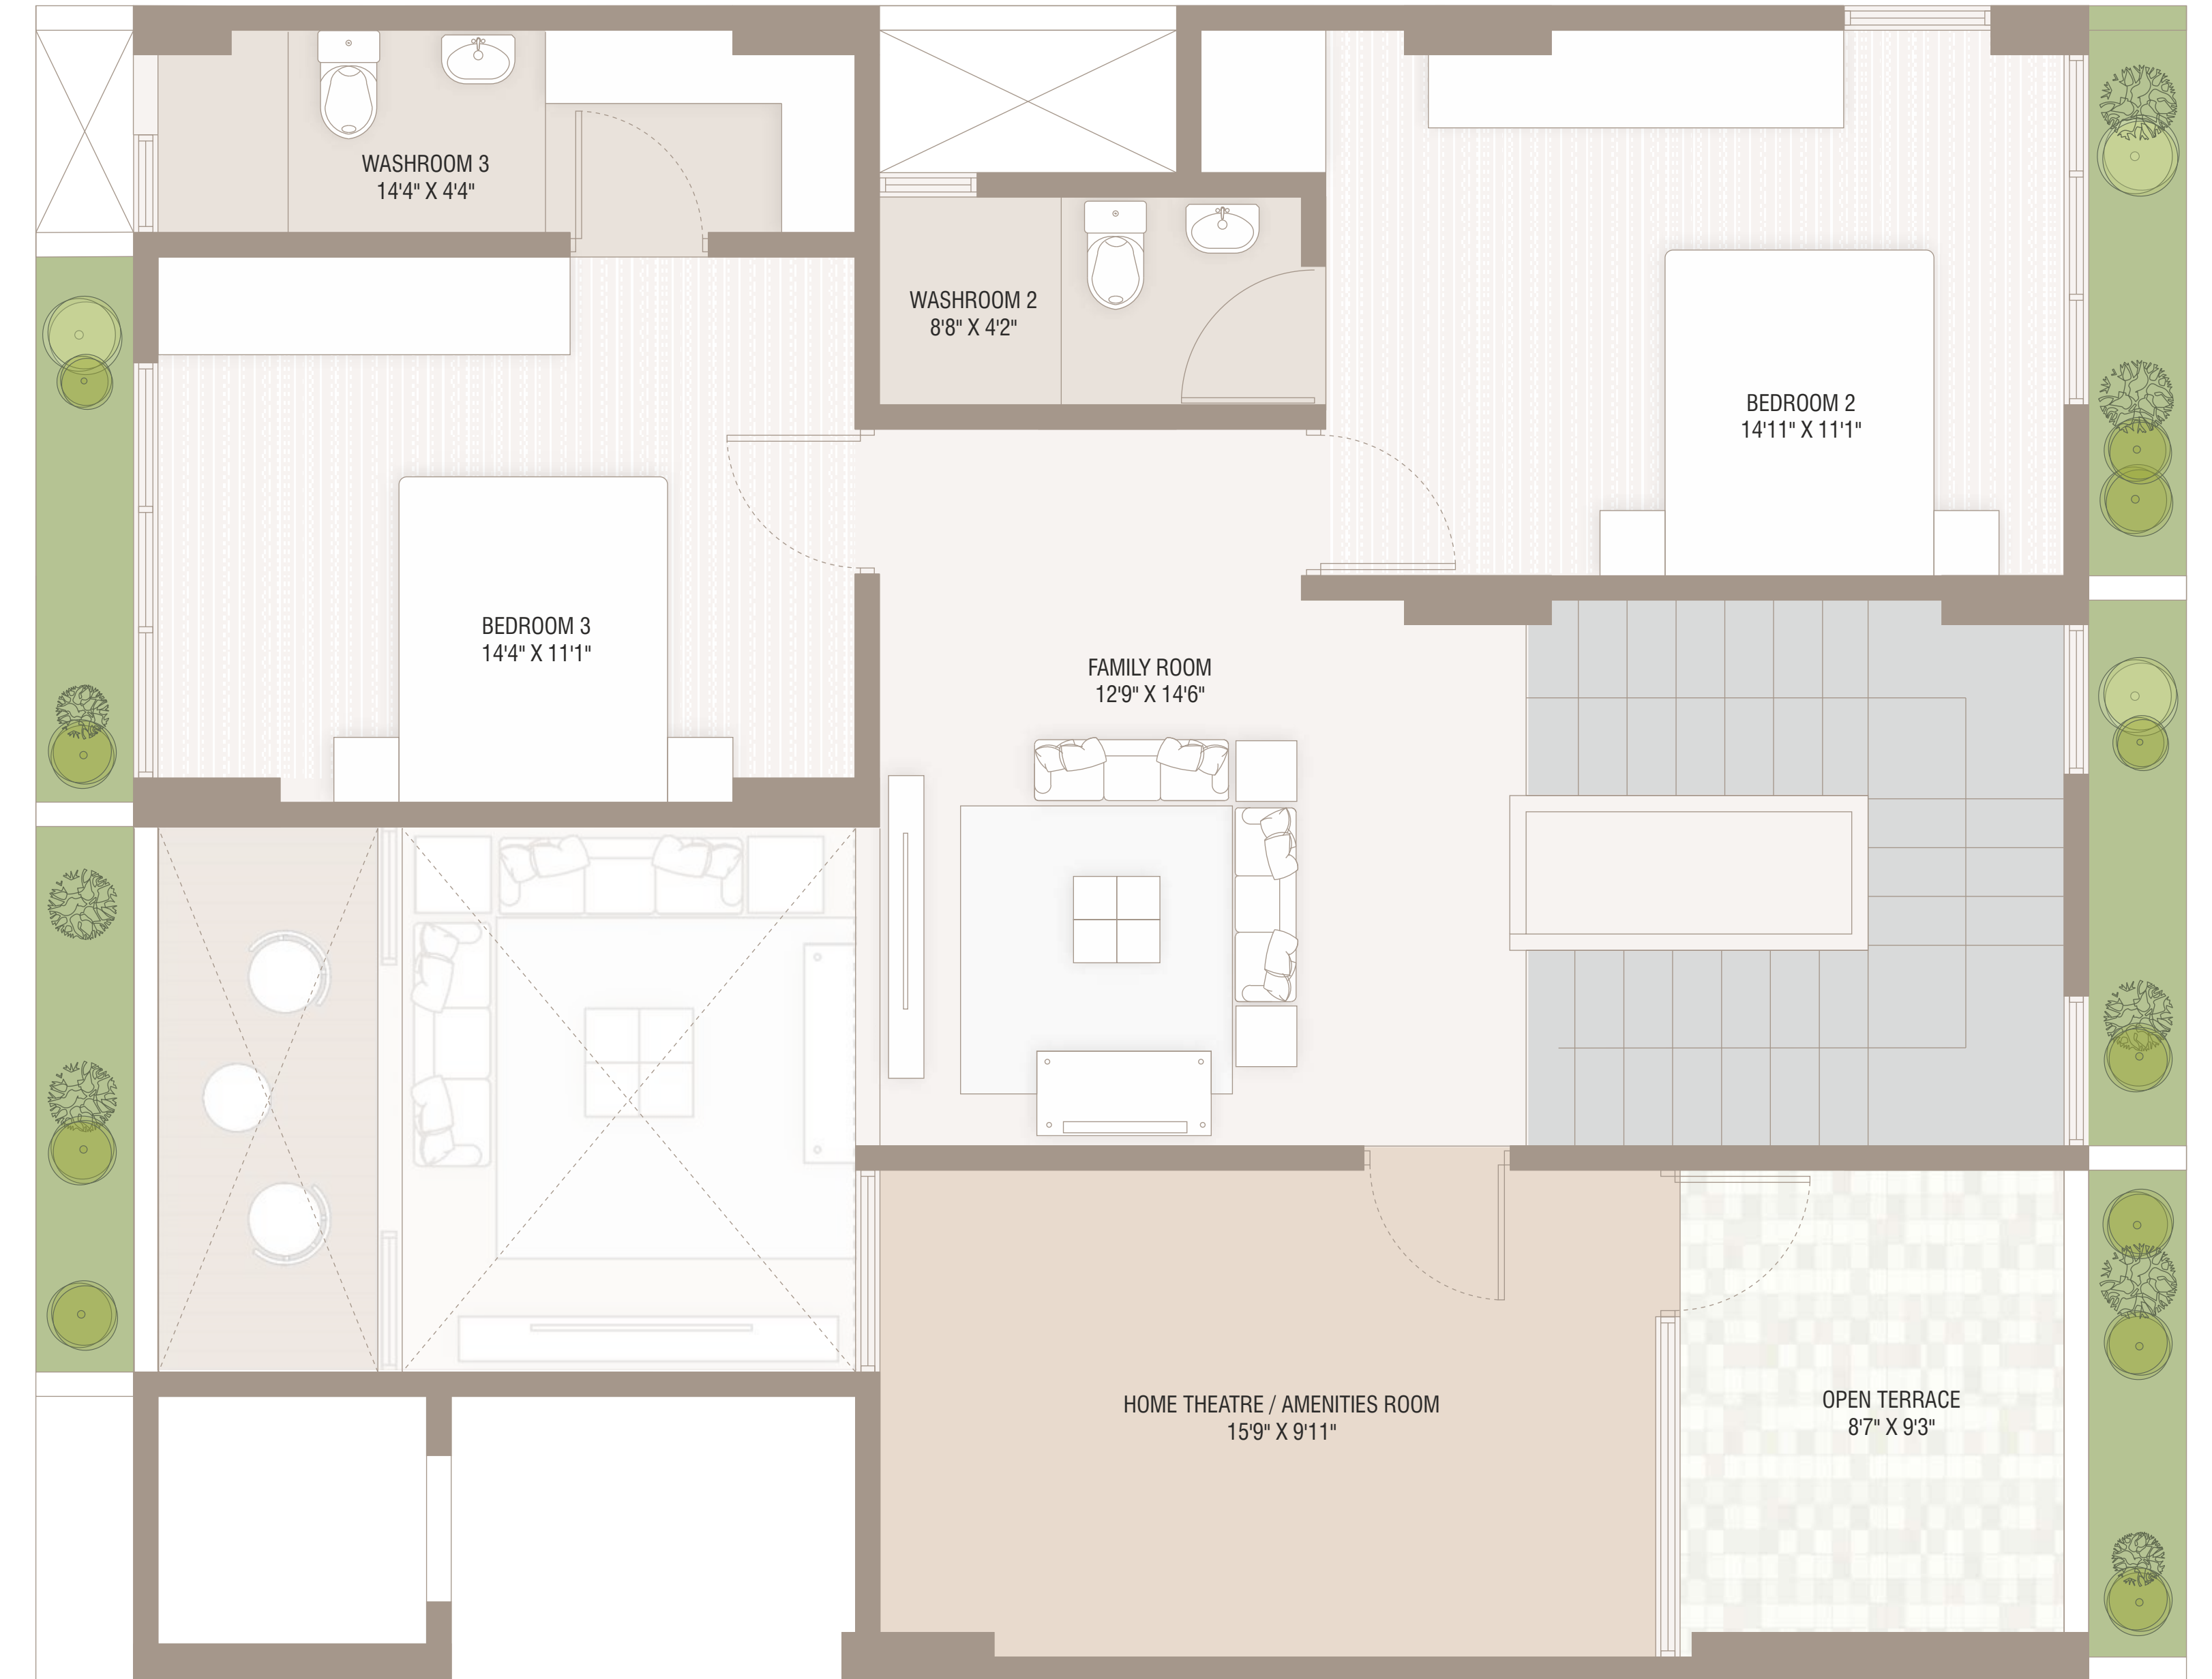 WASHROOM 3
14'4" X 4'4"
WASHROOM 2
8'8" X 4'2"
BEDROOM 2
14'11" X 11'1"
BEDROOM 3
14'4" X 11'1"
FAMILY ROOM
12'9" X 14'6"
HOME THEATRE / AMENITIES ROOM
15'9" X 9'11"
OPEN TERRACE
8'7" X 9'3"